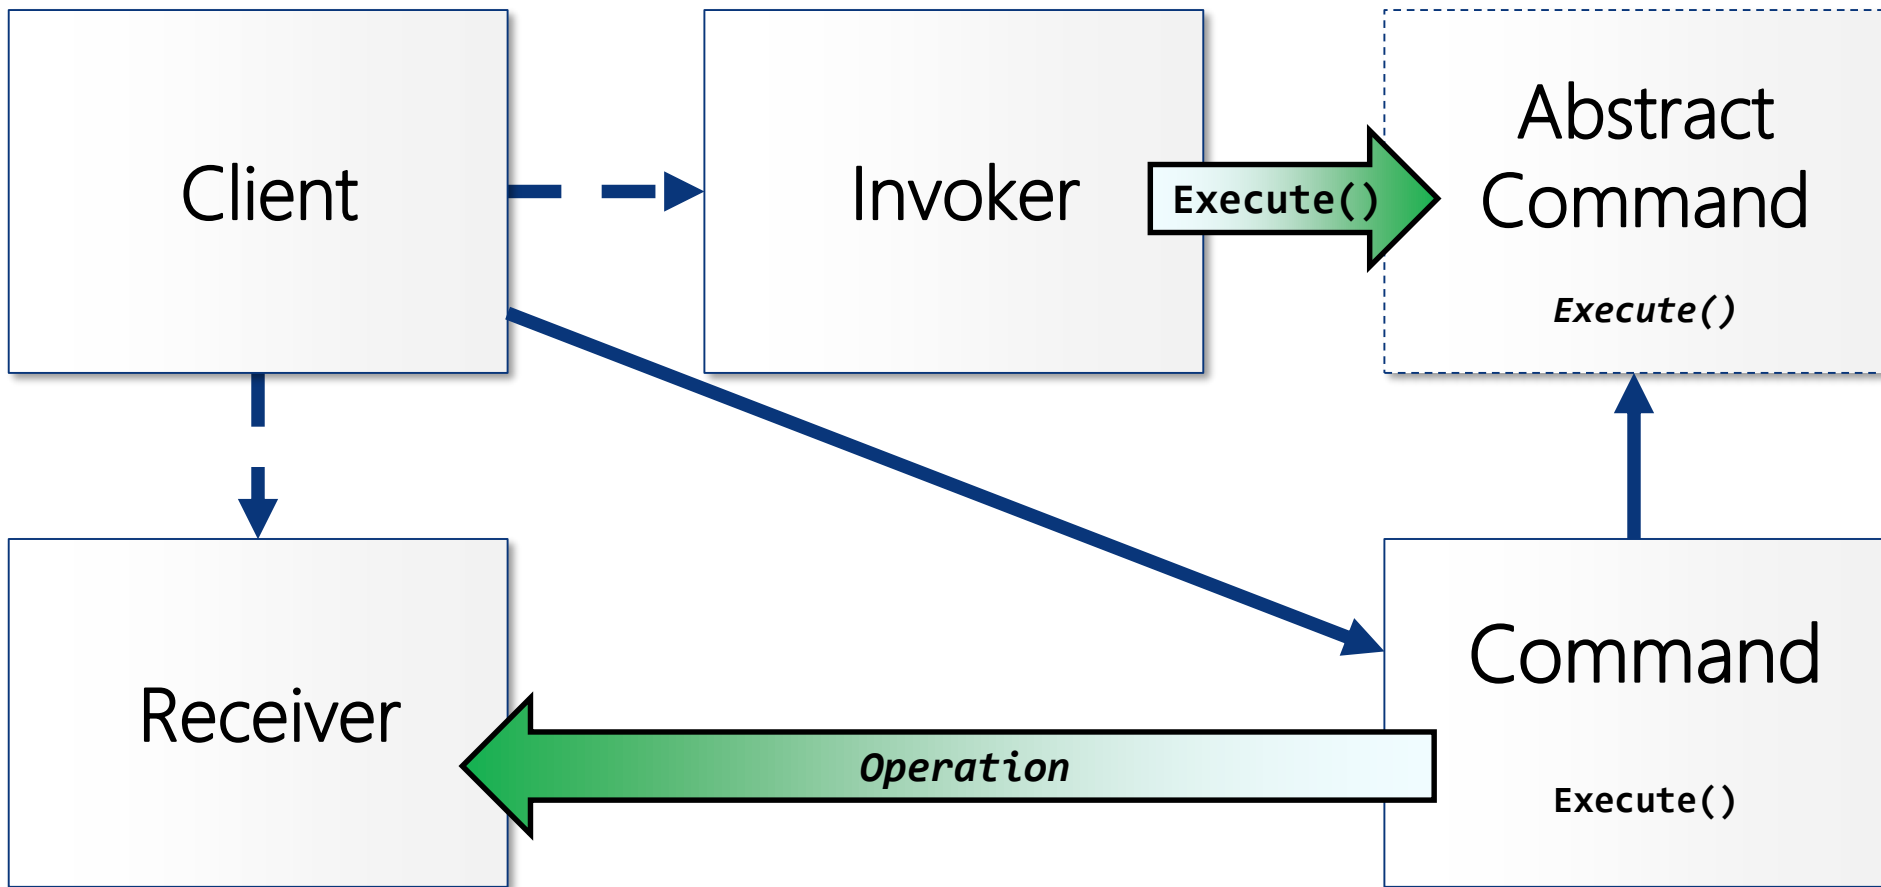 Client
Invoker
Execute()
Abstract
Command
Execute()
Receiver
Operation
Command
Execute()